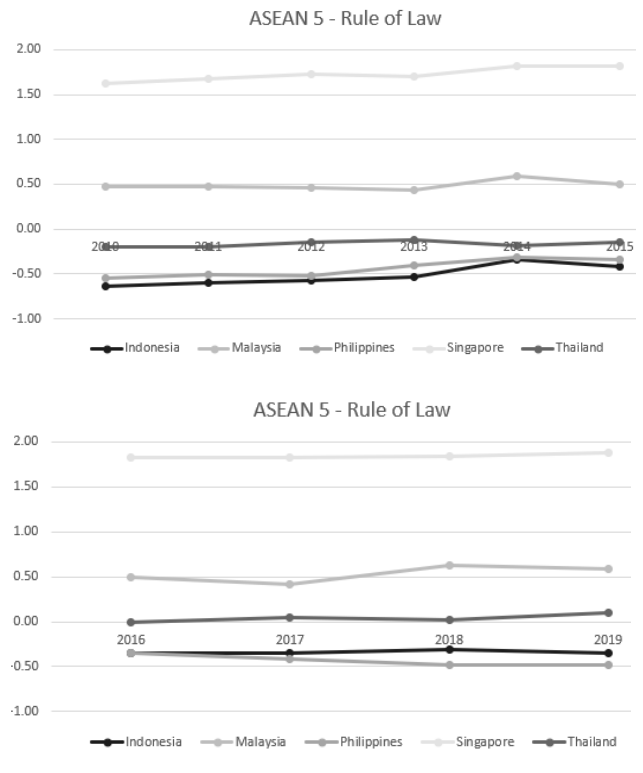 ASEAN 5 - Rule of Law
2.00
1.50
1.00
0.50
0.00
2010 2011 2012 2013 2014 2015
-0.50
-1.00
Indonesia Malaysia Philippines Singapore Thailand
ASEAN 5 - Rule of Law
2.00
1.50
1.00
0.50
0.00
2016 2017 2018 2019
-0.50
-1.00
Indonesia Malaysia Philippines Singapore Thailand